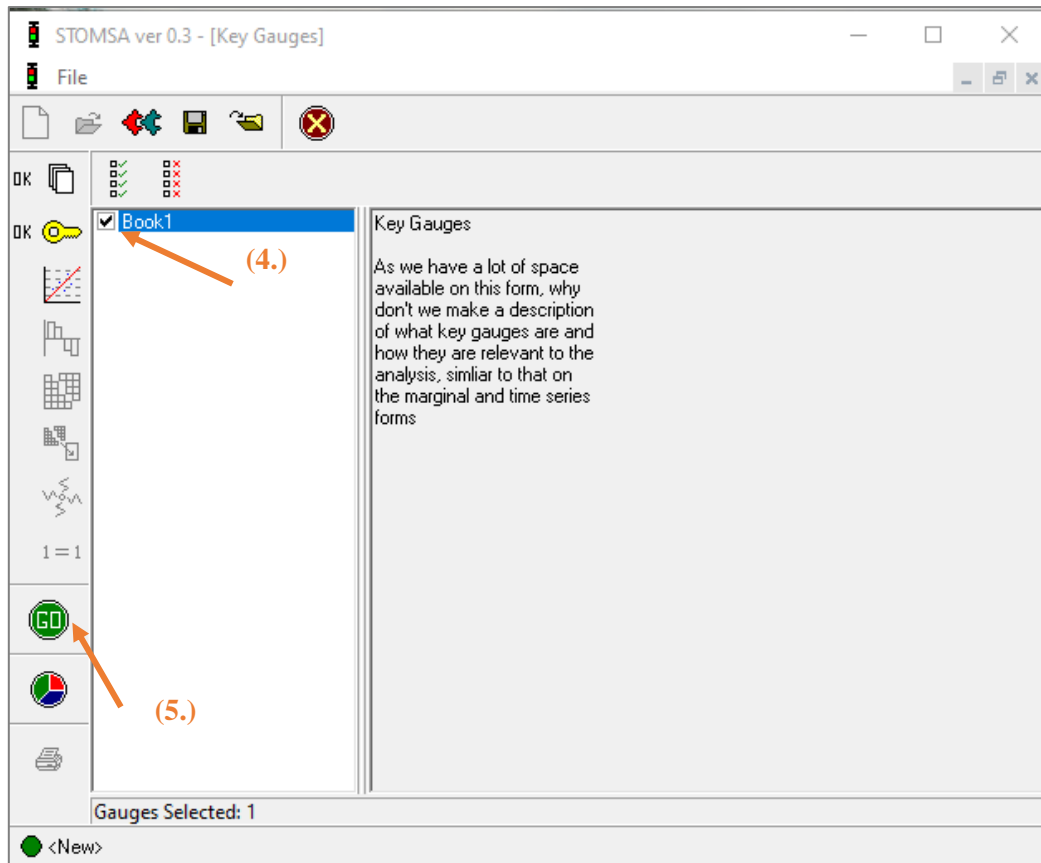 STOMSA ver 0.3 - [Key Gauges]
File
OK
OK
Book1
(4.)
Key Gauges
As we have a lot of space
available on this form, why
don't we make a description
of what key gauges are and
how they are relevant to the
analysis, simliar to that on
the marginal and time series
forms
1 = 1
GO
(5.)
Gauges Selected: 1
<New>